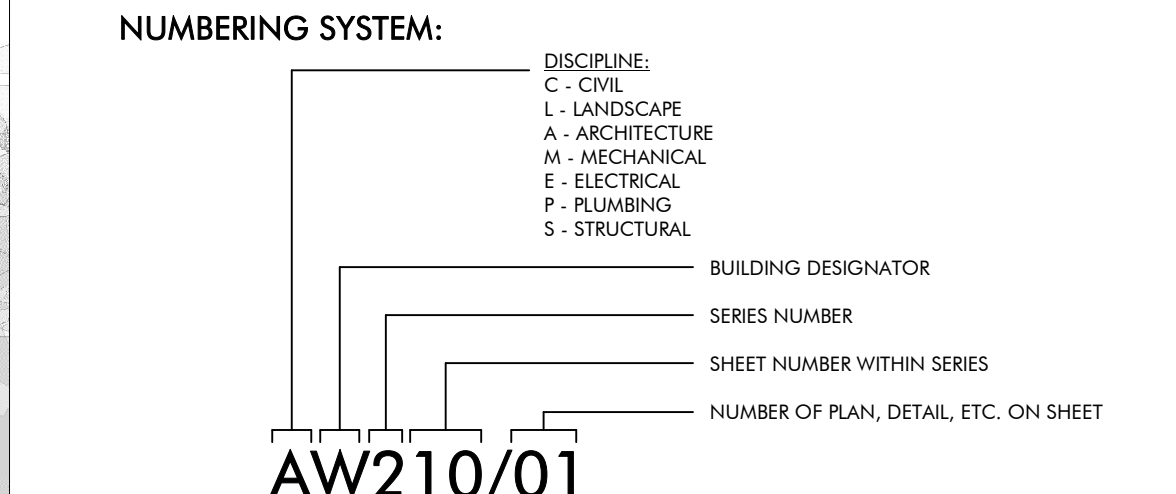 NUMBERING SYSTEM:
DISCIPLINE:
C - CIVIL
L - LANDSCAPE
A - ARCHITECTURE
M - MECHANICAL
E - ELECTRICAL
P - PLUMBING
S - STRUCTURAL
BUILDING DESIGNATOR
SERIES NUMBER
SHEET NUMBER WITHIN SERIES
NUMBER OF PLAN, DETAIL, ETC. ON SHEET
AW210/01